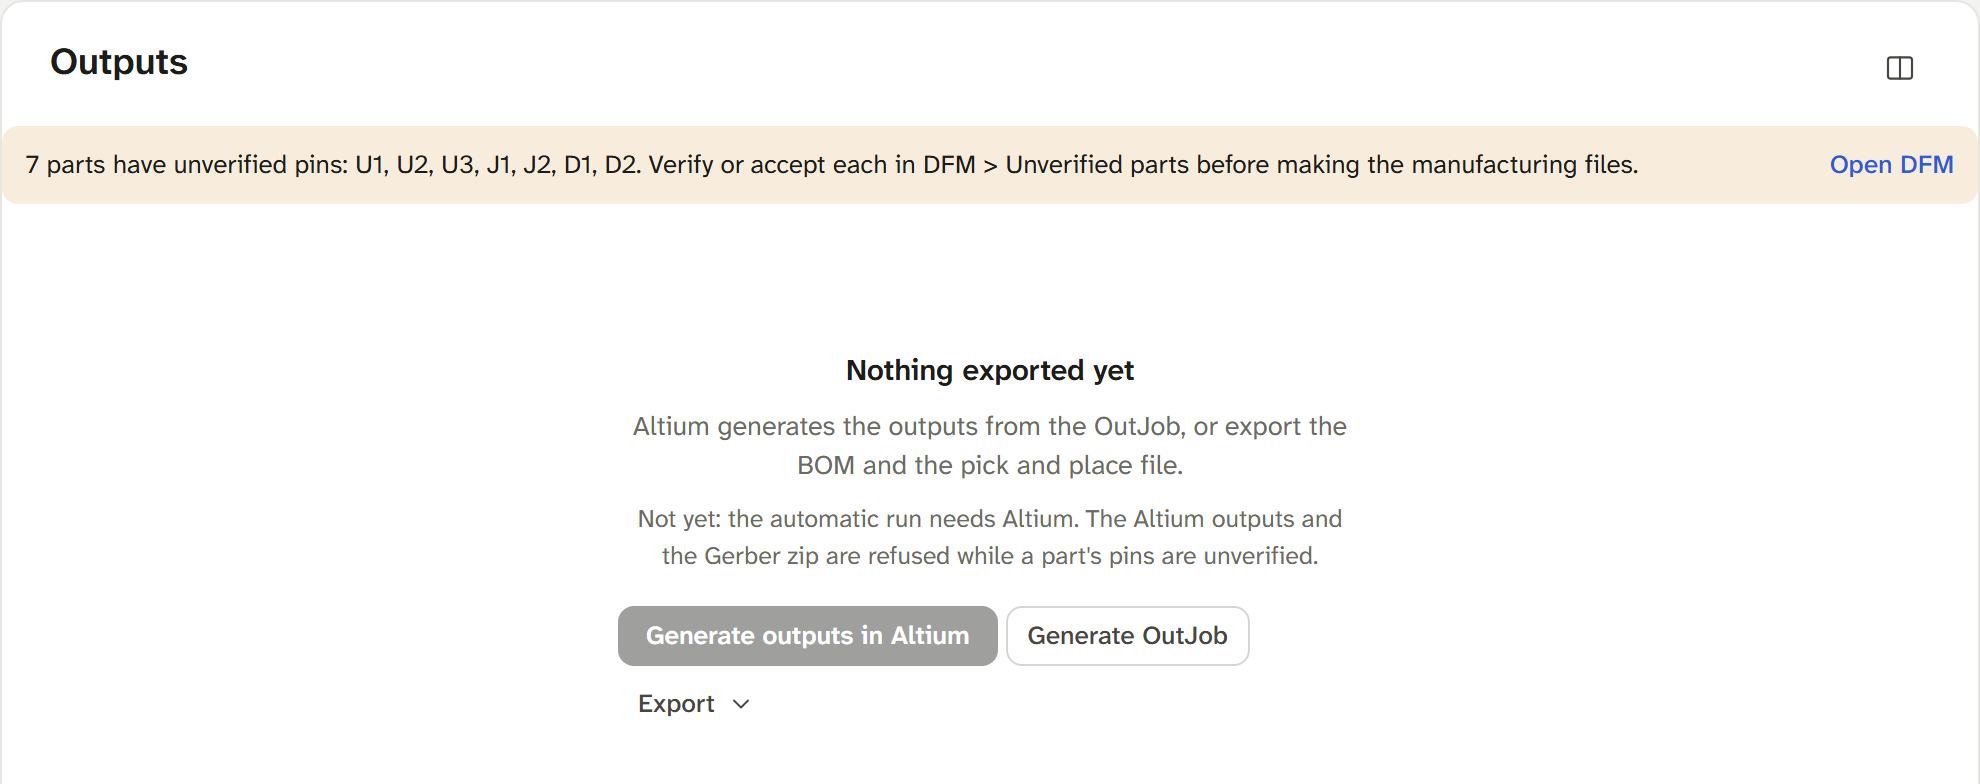 Outputs
7 parts have unverified pins: U1, U2, U3, J1, J2, D1, D2. Verify or accept each in DFM > Unverified parts before making the manufacturing files.
Open DFM
Nothing exported yet
Altium generates the outputs from the OutJob, or export the
BOM and the pick and place file.
Not yet: the automatic run needs Altium. The Altium outputs and
the Gerber zip are refused while a part's pins are unverified.
Generate outputs in Altium
Generate OutJob
Export